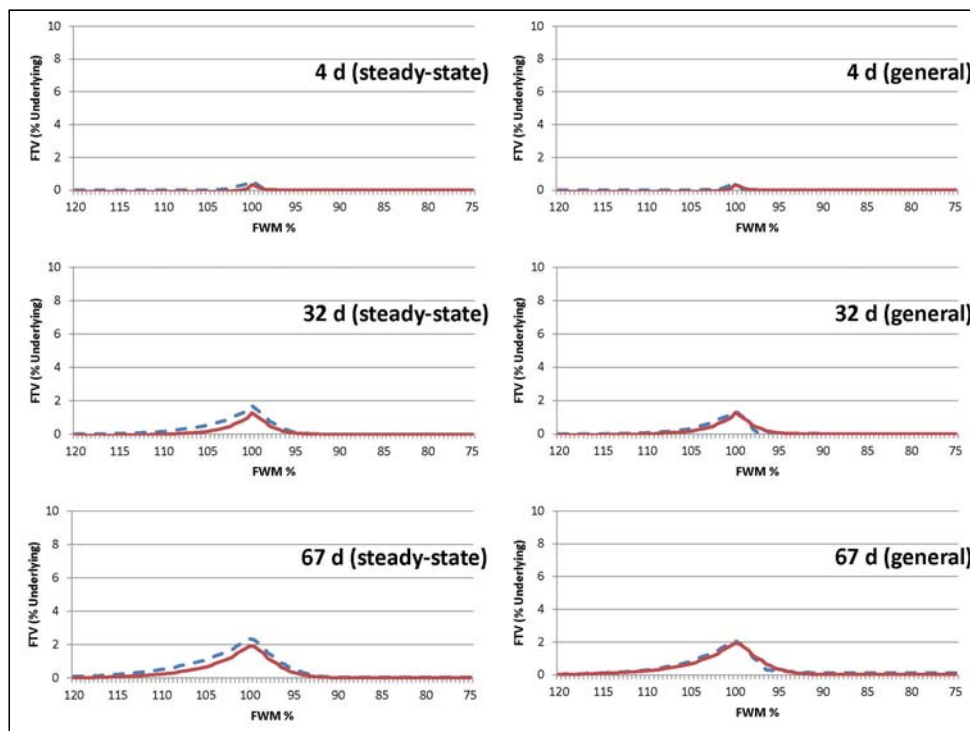 4 d (steady-state)
FTV (% Underlying)
10
8
6
4
2
0
120 115 110 105 100 95 90 85 80 75
FWM %
4 d (general)
FTV (% Underlying)
10
8
6
4
2
0
120 115 110 105 100 95 90 85 80 75
FWM %
32 d (steady-state)
FTV (% Underlying)
10
8
6
4
2
0
120 115 110 105 100 95 90 85 80 75
FWM %
32 d (general)
FTV (% Underlying)
10
8
6
4
2
0
120 115 110 105 100 95 90 85 80 75
FWM %
67 d (steady-state)
FTV (% Underlying)
10
8
6
4
2
0
120 115 110 105 100 95 90 85 80 75
FWM %
67 d (general)
FTV (% Underlying)
10
8
6
4
2
0
120 115 110 105 100 95 90 85 80 75
FWM %